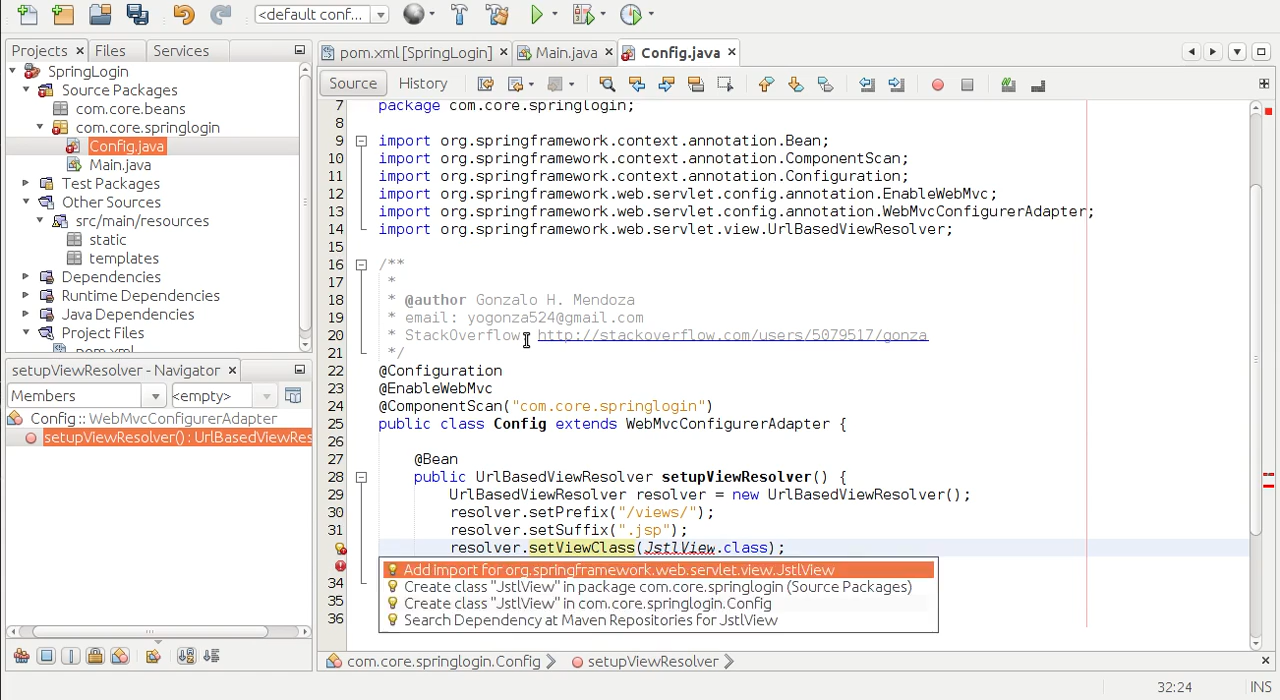 <default conf...
Projects
Files
Services
SpringLogin
Source Packages
com.core.beans
com.core.springlogin
Config.java
Main.java
Test Packages
Other Sources
src/main/resources
static
templates
Dependencies
Runtime Dependencies
Java Dependencies
Project Files
pom.xml
setupViewResolver - Navigator
Members
<empty>
Config :: WebMvcConfigurerAdapter
setupViewResolver() : UrlBasedViewRes
pom.xml [SpringLogin]
Main.java
Config.java
Source
History
7 package com.core.springlogin;
8
9 import org.springframework.context.annotation.Bean;
10 import org.springframework.context.annotation.ComponentScan;
11 import org.springframework.context.annotation.Configuration;
12 import org.springframework.web.servlet.config.annotation.EnableWebMvc;
13 import org.springframework.web.servlet.config.annotation.WebMvcConfigurerAdapter;
14 import org.springframework.web.servlet.view.UrlBasedViewResolver;
15
16 /**
17 *
18 * @author Gonzalo H. Mendoza
19 * email: yogonza524@gmail.com
20 * StackOverflow http://stackoverflow.com/users/5079517/gonza
21 */
22 @Configuration
23 @EnableWebMvc
24 @ComponentScan("com.core.springlogin")
25 public class Config extends WebMvcConfigurerAdapter {
26
27 @Bean
28 public UrlBasedViewResolver setupViewResolver() {
29 UrlBasedViewResolver resolver = new UrlBasedViewResolver();
30 resolver.setPrefix("/views/");
31 resolver.setSuffix(".jsp");
resolver.setViewClass(JstlView.class);
Add import for org.springframework.web.servlet.view.JstlView
34 Create class "JstlView" in package com.core.springlogin (Source Packages)
35 Create class "JstlView" in com.core.springlogin.Config
36 Search Dependency at Maven Repositories for JstlView
com.core.springlogin.Config
setupViewResolver
32:24
INS